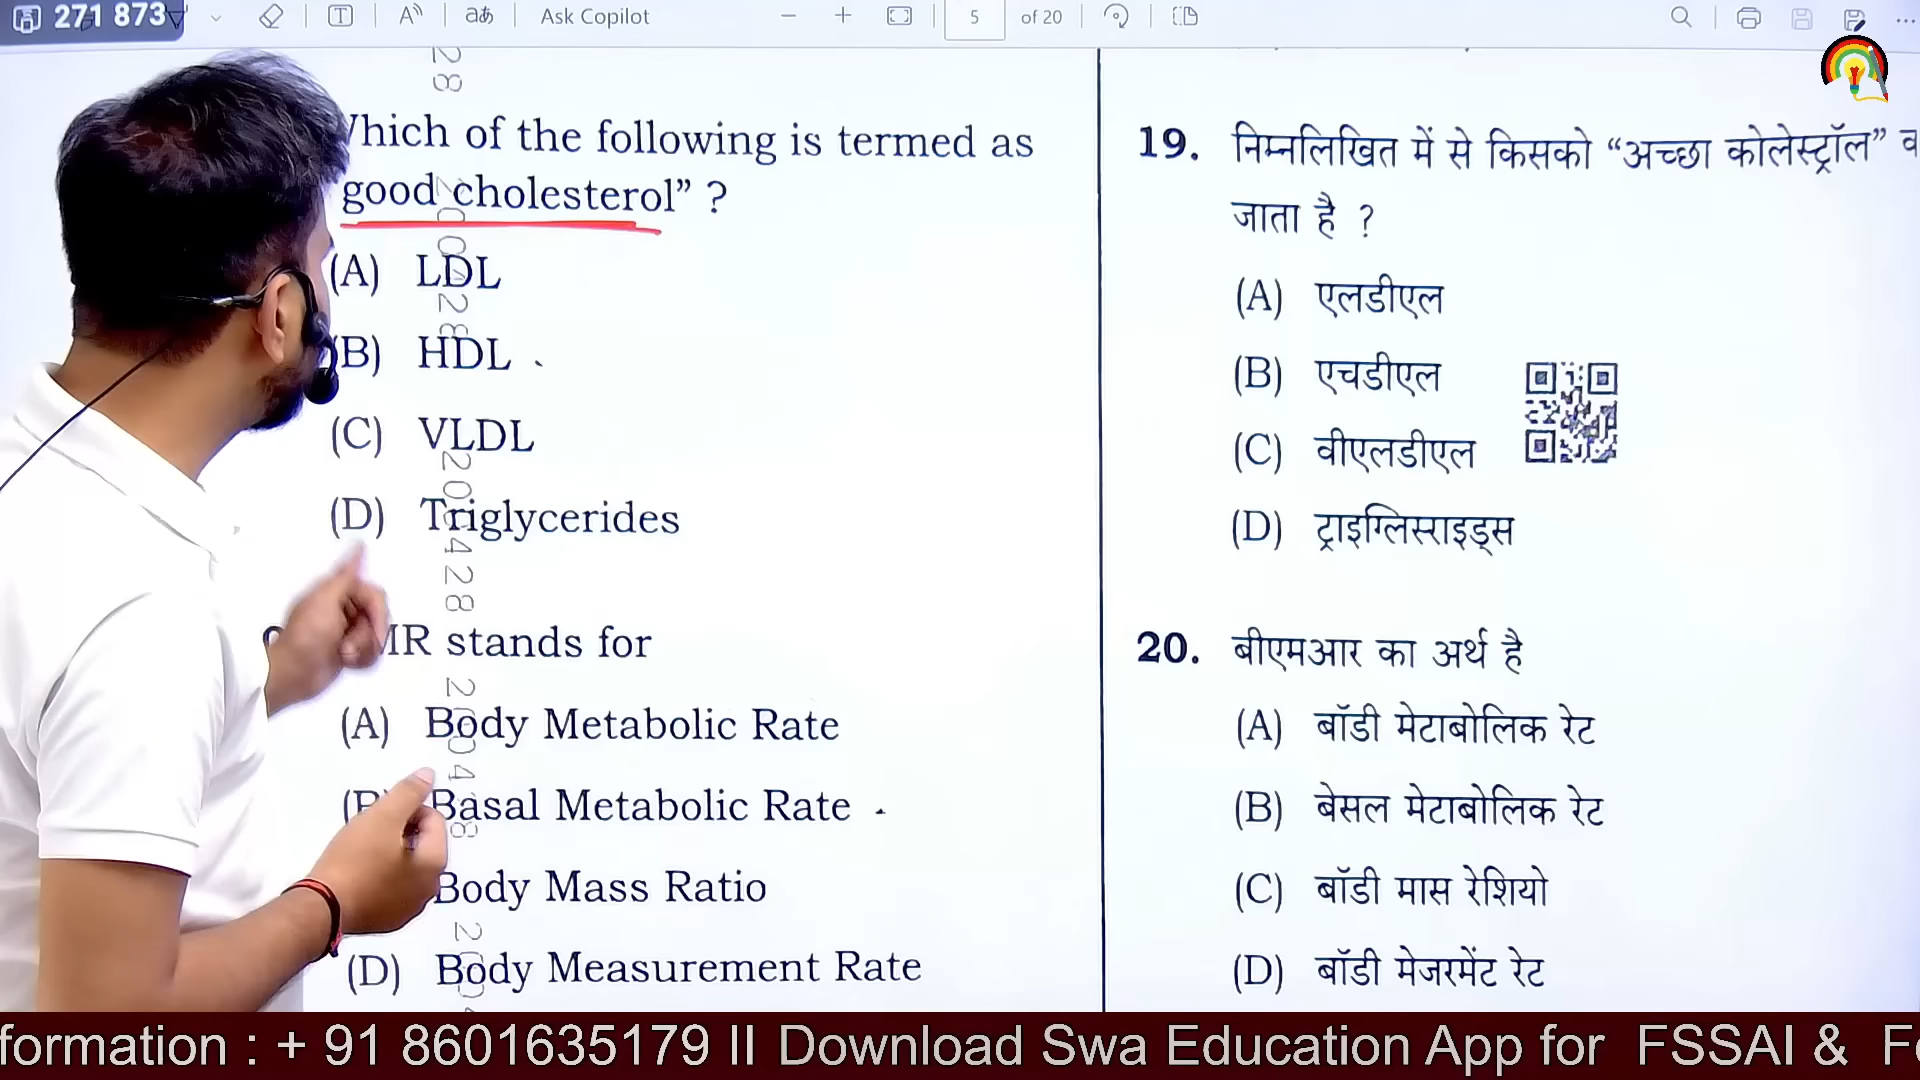 271 873
aあ
Ask Copilot
5
of 20
Which of the following is termed as
good cholesterol” ?
(A) LDL
(B) HDL
(C) VLDL
(D) Triglycerides
MR stands for
(A) Body Metabolic Rate
(B) Basal Metabolic Rate
Body Mass Ratio
(D) Body Measurement Rate
19. निम्नलिखित में से किसको “अच्छा कोलेस्ट्रॉल”
जाता है ?
(A) एलडीएल
(B) एचडीएल
(C) वीएलडीएल
(D) ट्राइग्लिसराइड्स
20. बीएमआर का अर्थ है
(A) बॉडी मेटाबोलिक रेट
(B) बेसल मेटाबोलिक रेट
(C) बॉडी मास रेशियो
(D) बॉडी मेजरमेंट रेट
formation : + 91 8601635179 II Download Swa Education App for FSSAI &